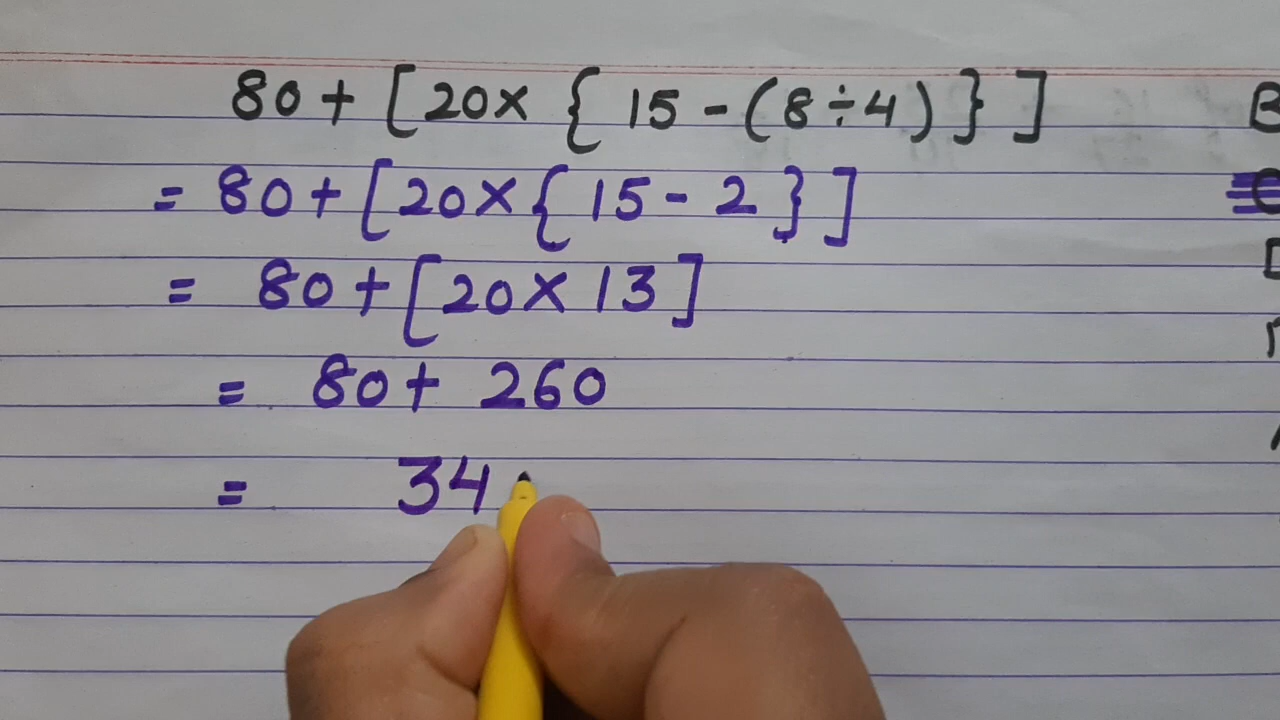 80 + [20 × { 15 - (8 ÷ 4) } ]
= 80 + [20 × { 15 - 2 } ]
= 80 + [20 × 13 ]
= 80 + 260
= 34
B